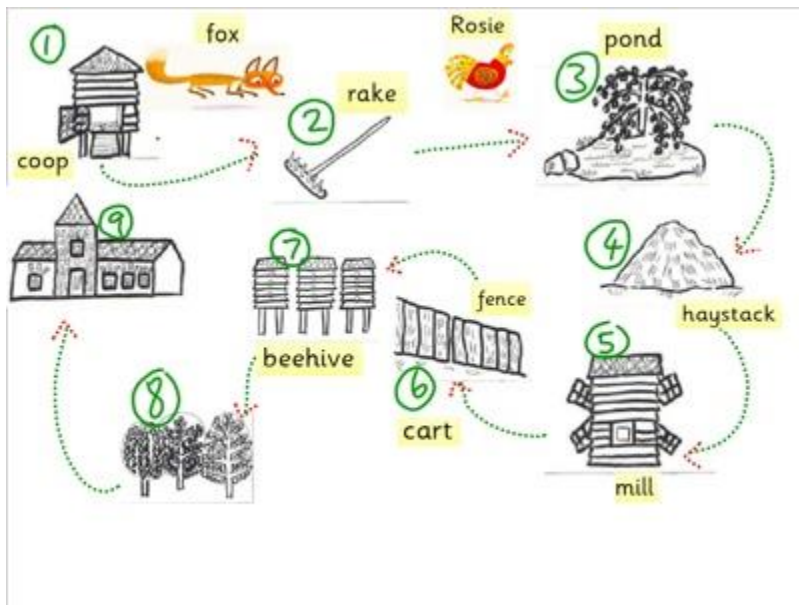 1
fox
Rosie
pond
coop
2
rake
3
4
haystack
5
mill
fence
6
cart
7
beehive
8
9